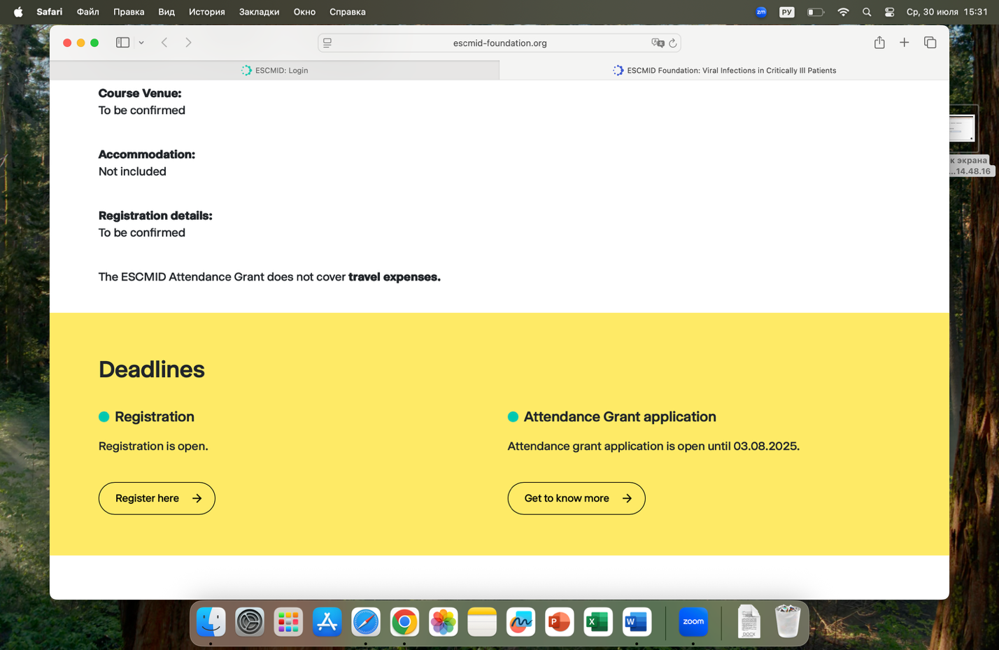 Safari Файл Правка Вид История Закладки Окно Справка zm РУ Ср, 30 июля 15:31
escmid-foundation.org
ESCMID: Login
ESCMID Foundation: Viral Infections in Critically Ill Patients
Course Venue:
To be confirmed
Accommodation:
Not included
к экрана
...14.48.16
Registration details:
To be confirmed
The ESCMID Attendance Grant does not cover travel expenses.
Deadlines
Registration
Registration is open.
Register here →
Attendance Grant application
Attendance grant application is open until 03.08.2025.
Get to know more →
P
X
W
zoom
DOCX